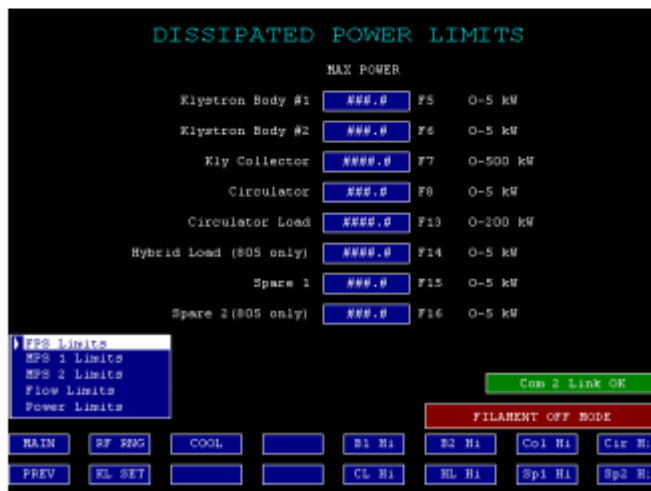 DISSIPATED POWER LIMITS
MAX POWER
Klystron Body #1 ###.# F5 0-5 kW
Klystron Body #2 ###.# F6 0-5 kW
Kly Collector ####.# F7 0-500 kW
Circulator ###.# F8 0-5 kW
Circulator Load ####.# F13 0-200 kW
Hybrid Load (805 only) ####.# F14 0-5 kW
Spare 1 ###.# F15 0-5 kW
Spare 2(805 only) ###.# F16 0-5 kW
FPS Limits
MPS 1 Limits
MPS 2 Limits
Flow Limits
Power Limits
Com 2 Link OK
FILAMENT OFF MODE
MAIN RF RNG COOL B1 Hi B2 Hi Col Hi Cir Hi
PREV KL SET CL Hi HL Hi Sp1 Hi Sp2 Hi